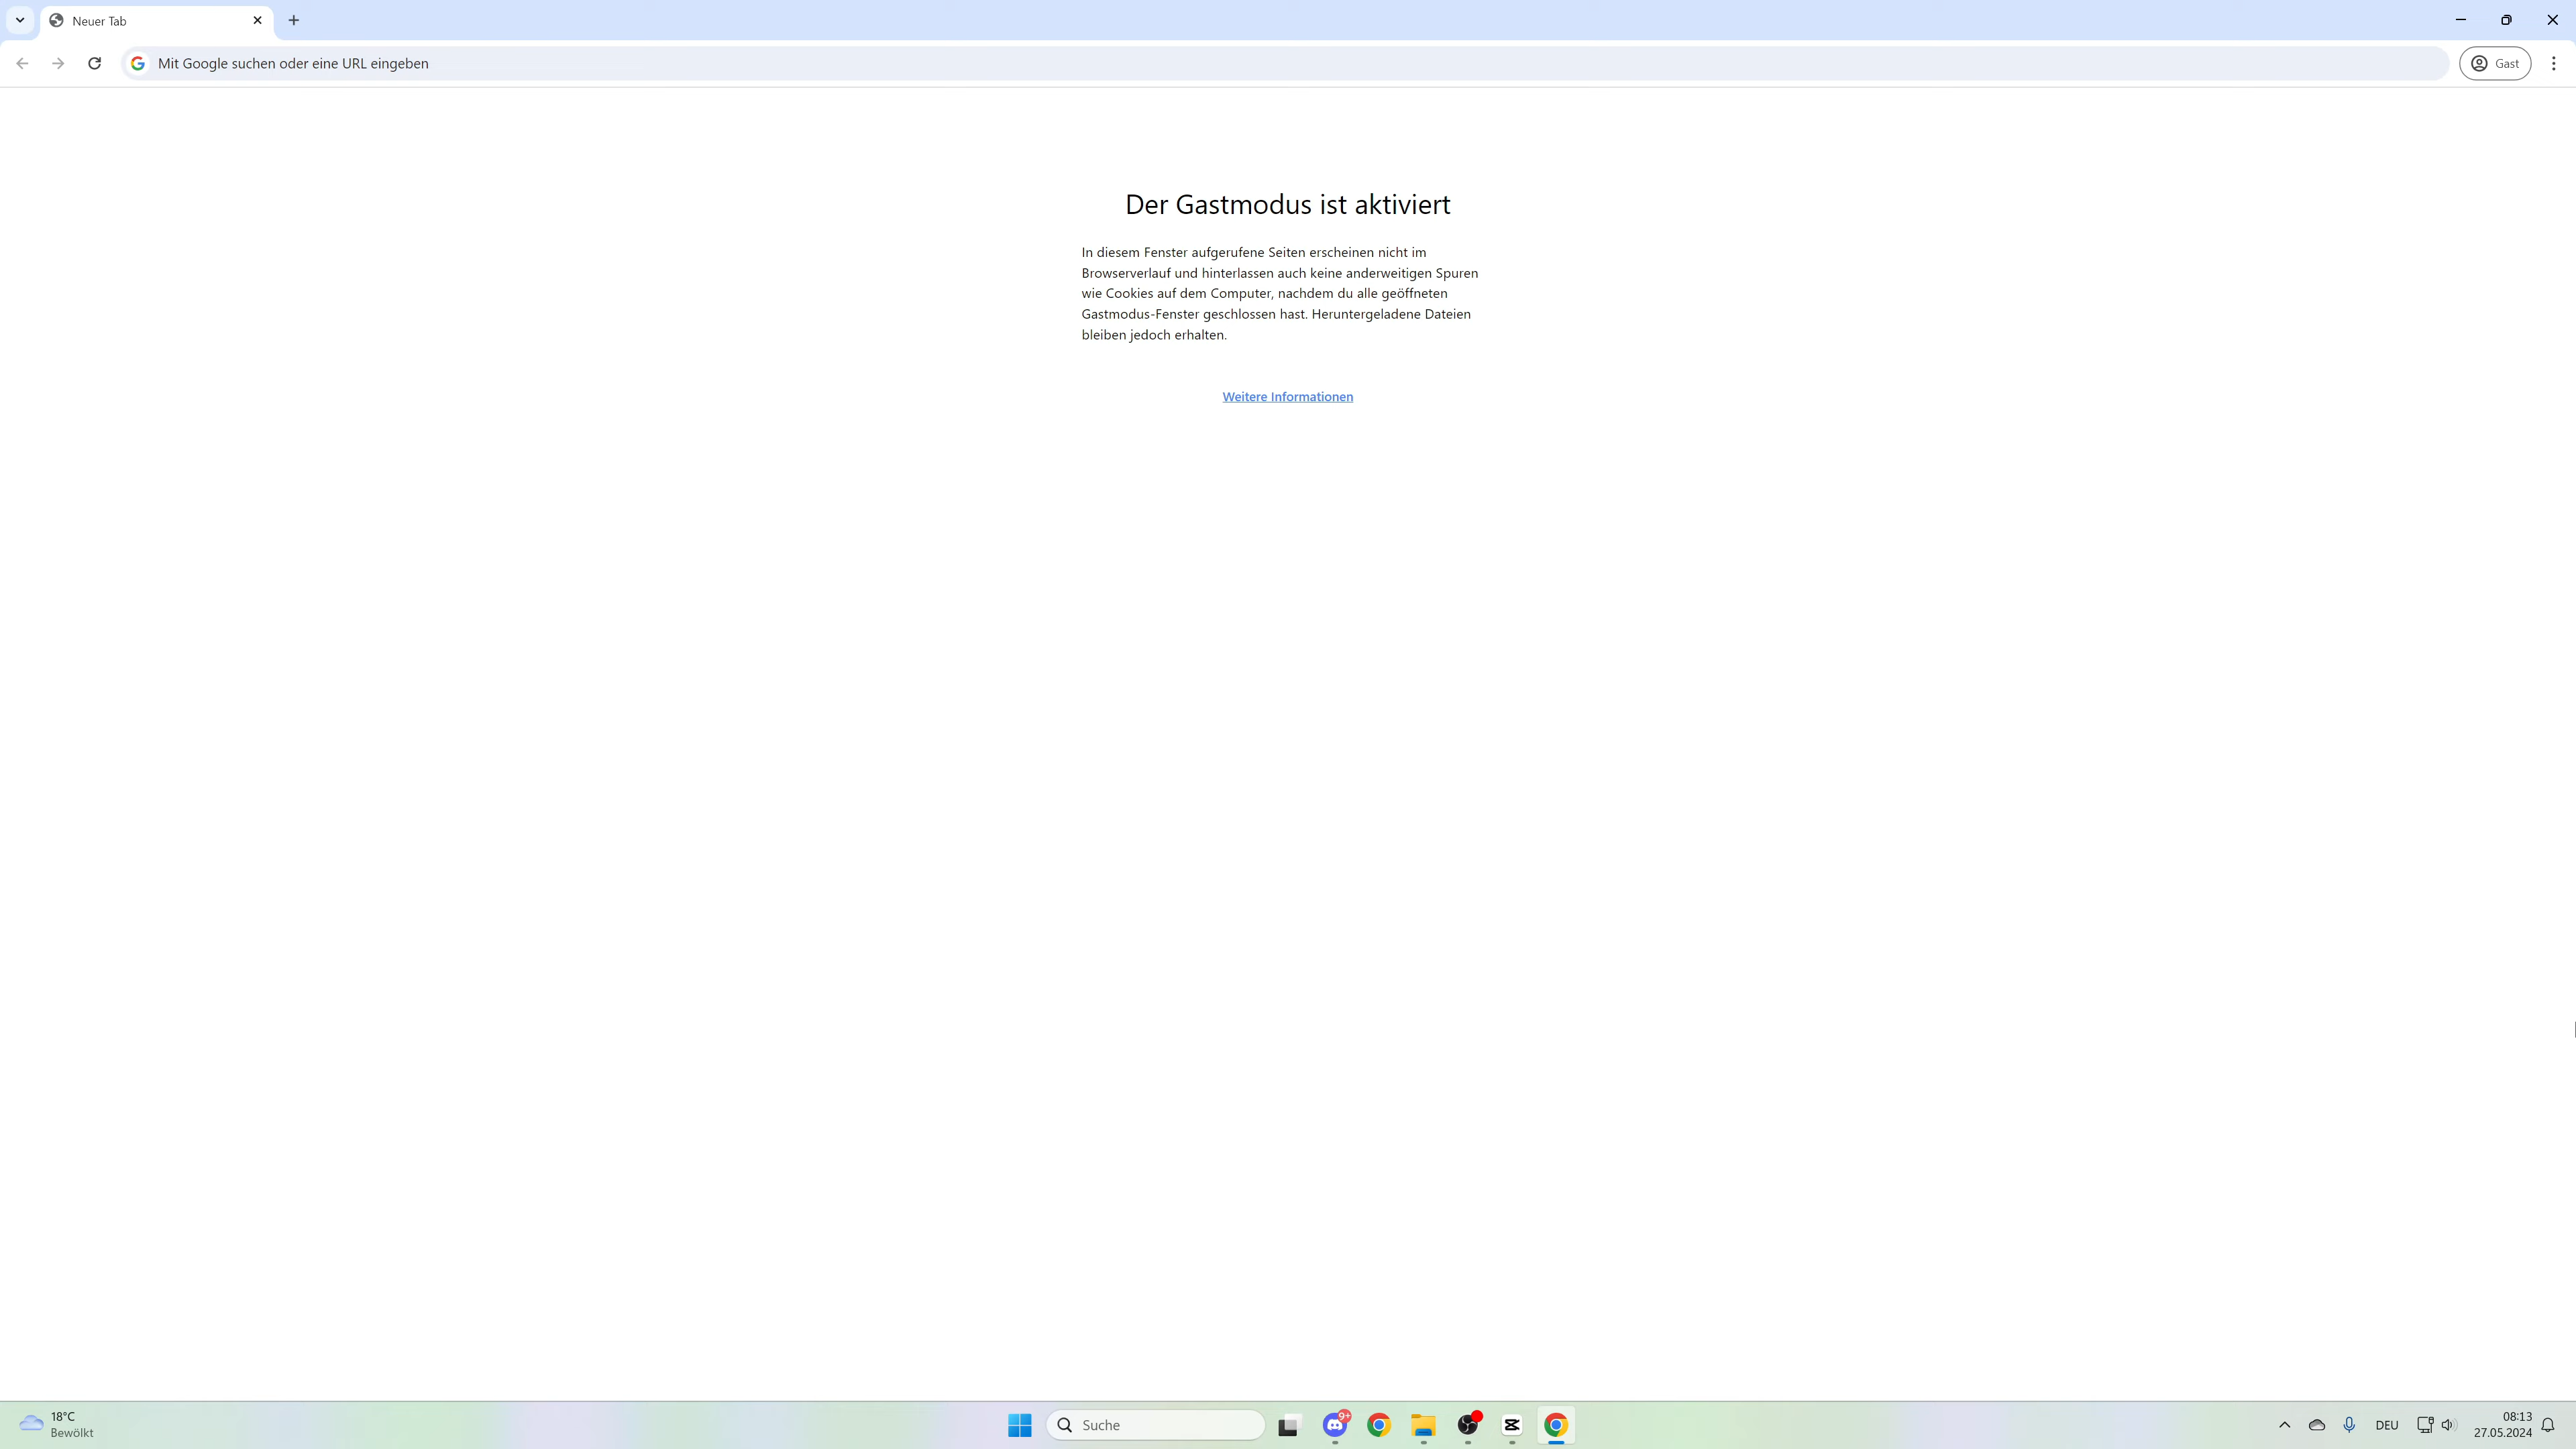 Neuer Tab
Mit Google suchen oder eine URL eingeben
Gast
Der Gastmodus ist aktiviert
In diesem Fenster aufgerufene Seiten erscheinen nicht im
Browserverlauf und hinterlassen auch keine anderweitigen Spuren
wie Cookies auf dem Computer, nachdem du alle geöffneten
Gastmodus-Fenster geschlossen hast. Heruntergeladene Dateien
bleiben jedoch erhalten.
Weitere Informationen
18°C
Bewölkt
Suche
9+
DEU
08:13
27.05.2024